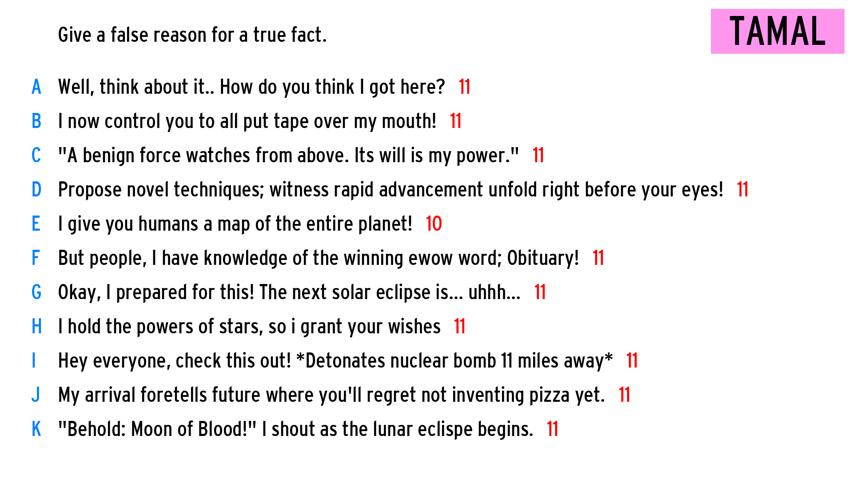 Give a false reason for a true fact.
TAMAL
A Well, think about it.. How do you think I got here? 11
B I now control you to all put tape over my mouth! 11
C "A benign force watches from above. Its will is my power." 11
D Propose novel techniques; witness rapid advancement unfold right before your eyes! 11
E I give you humans a map of the entire planet! 10
F But people, I have knowledge of the winning ewow word; Obituary! 11
G Okay, I prepared for this! The next solar eclipse is... uhhh... 11
H I hold the powers of stars, so i grant your wishes 11
I Hey everyone, check this out! *Detonates nuclear bomb 11 miles away* 11
J My arrival foretells future where you'll regret not inventing pizza yet. 11
K "Behold: Moon of Blood!" I shout as the lunar eclispe begins. 11